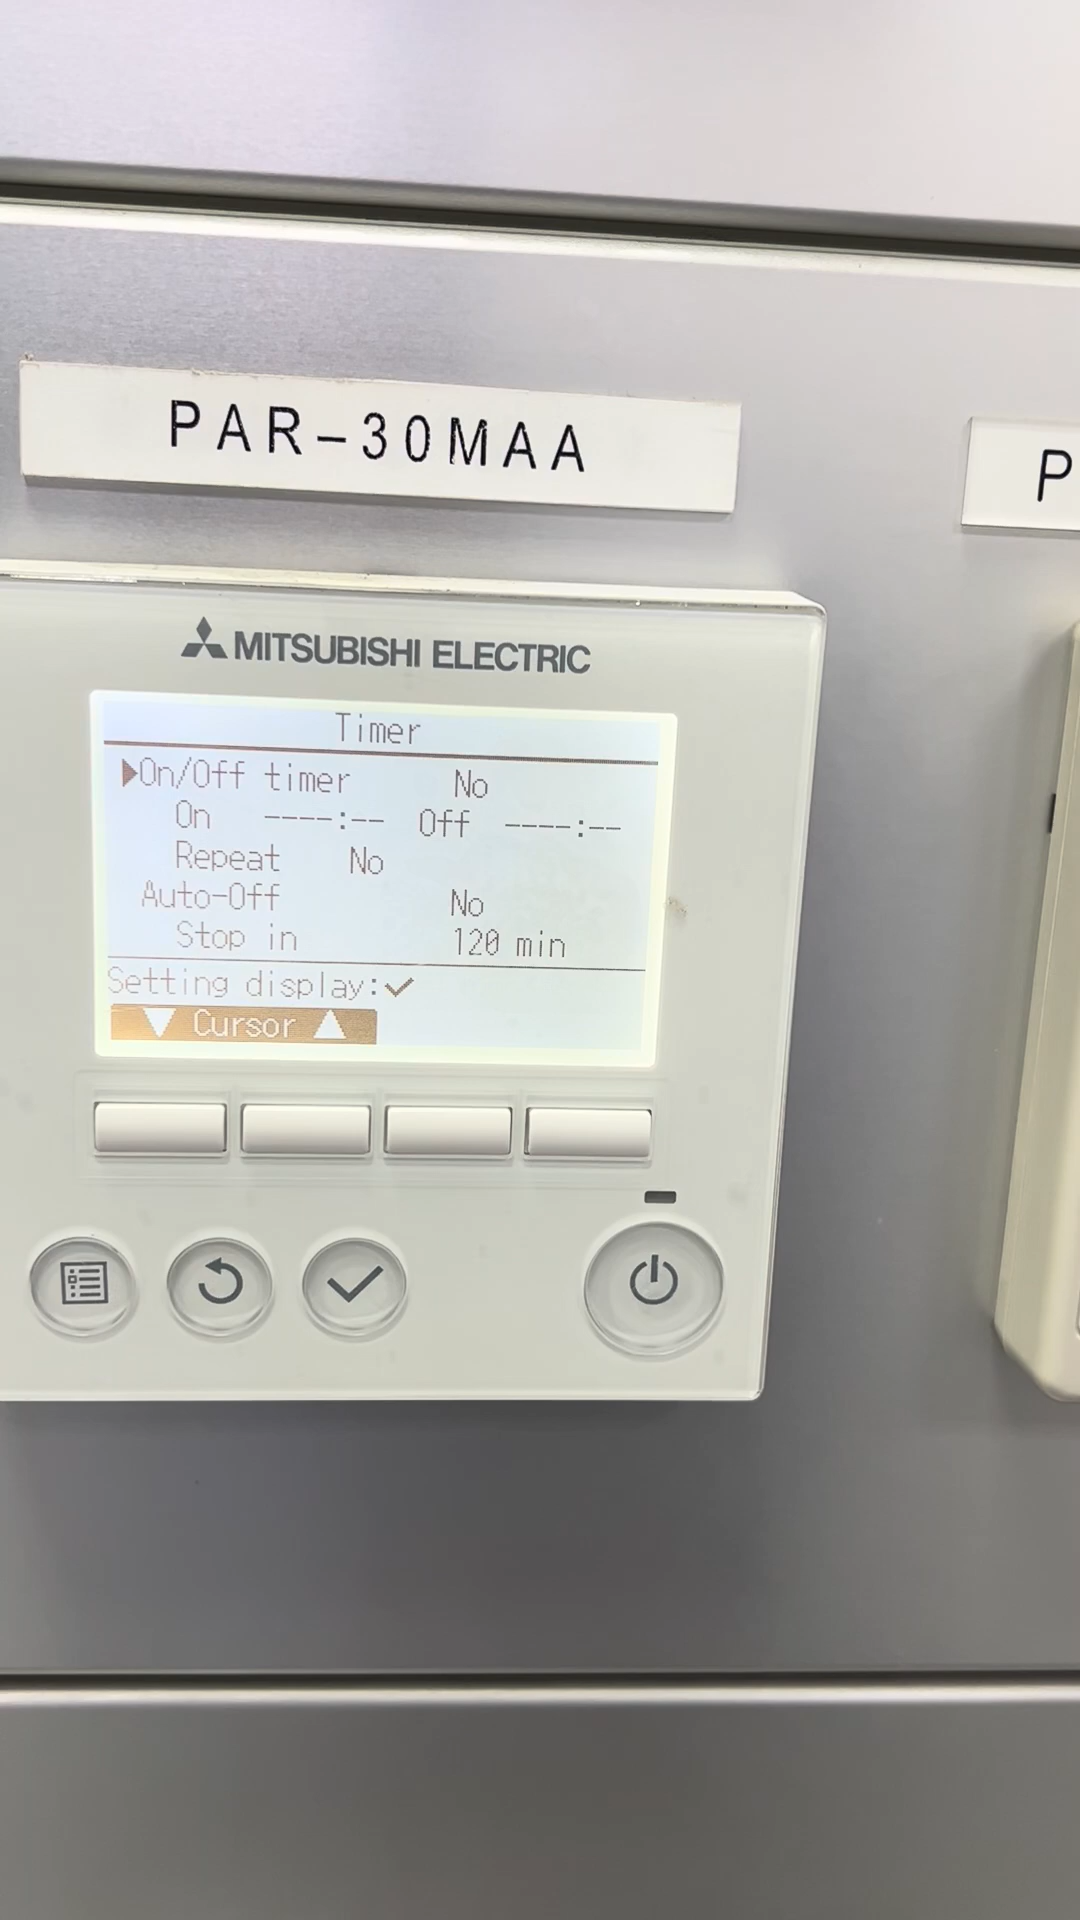 PAR-30MAA
P
MITSUBISHI ELECTRIC
Timer
▶On/Off timer No
On ----:-- Off ----:--
Repeat No
Auto-Off No
Stop in 120 min
Setting display:✓
▼ Cursor ▲